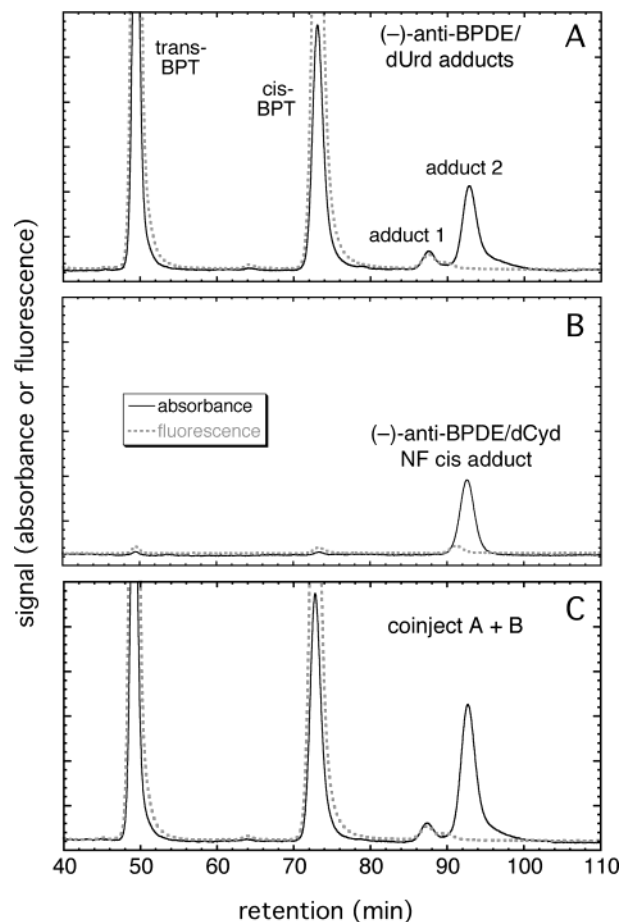 trans-
BPT
cis-
BPT
(–)-anti-BPDE/
dUrd adducts
A
adduct 1
adduct 2
B
absorbance
fluorescence
(–)-anti-BPDE/dCyd
NF cis adduct
C
coinject A + B
signal (absorbance or fluorescence)
40 50 60 70 80 90 100 110
retention (min)